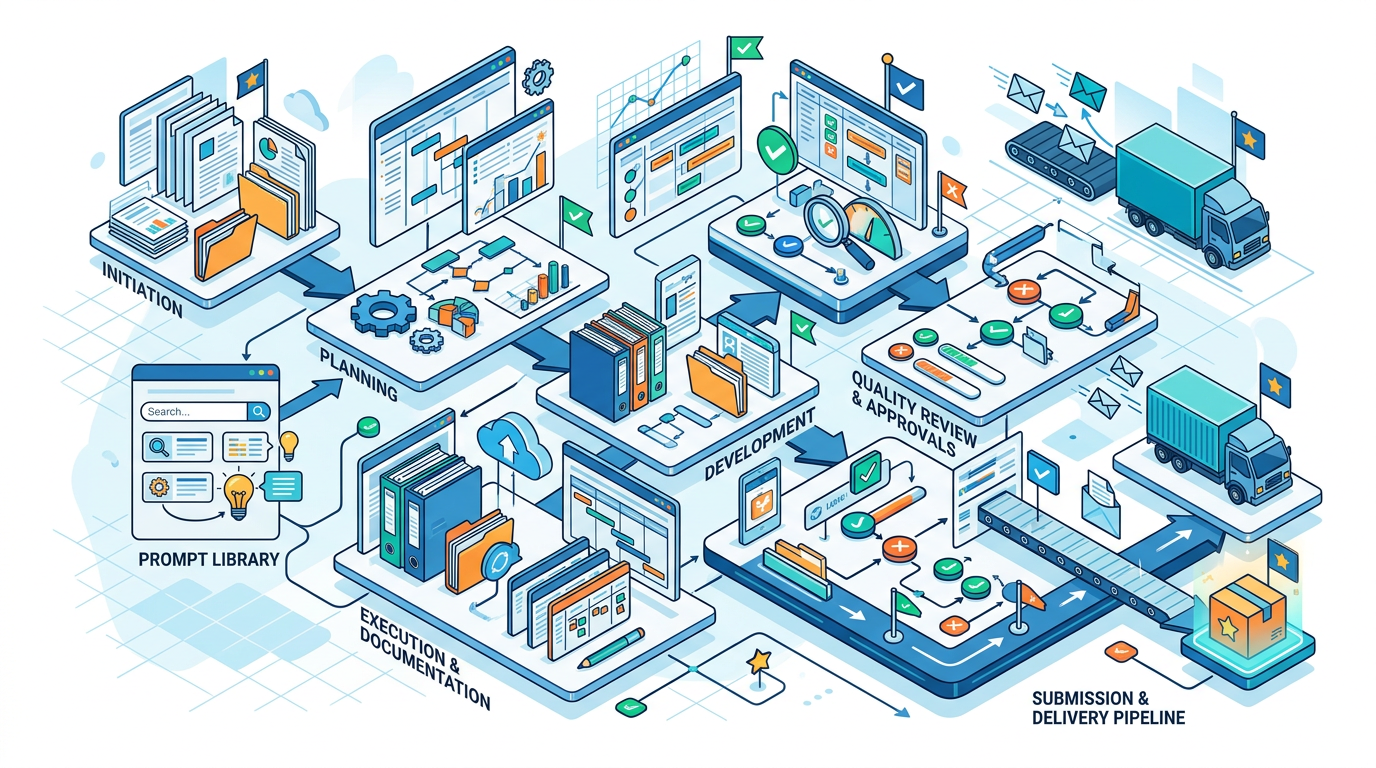 INITIATION
PLANNING
Search...
PROMPT LIBRARY
DEVELOPMENT
QUALITY REVIEW
& APPROVALS
EXECUTION &
DOCUMENTATION
SUBMISSION &
DELIVERY PIPELINE